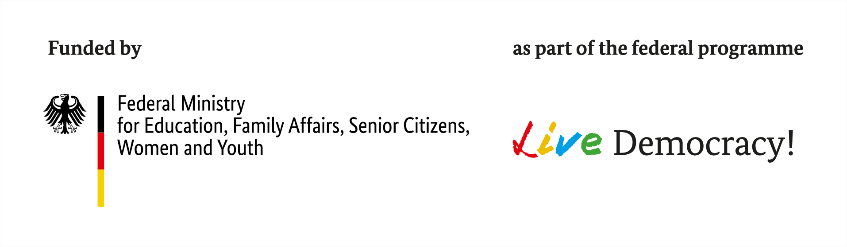 Funded by
as part of the federal programme
Federal Ministry
for Education, Family Affairs, Senior Citizens,
Women and Youth
Live Democracy!